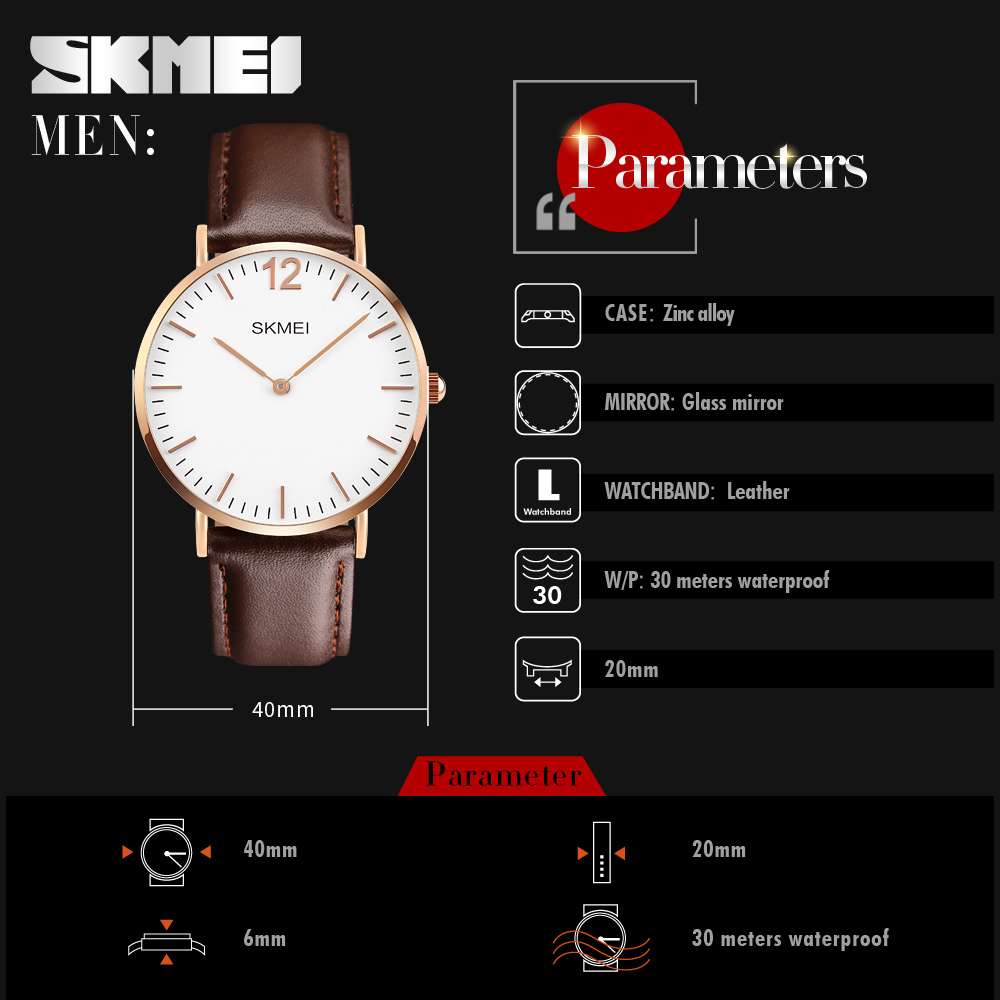 SKMEI
MEN:
12
SKMEI
40mm
“Parameters
CASE: Zinc alloy
MIRROR: Glass mirror
L
Watchband
WATCHBAND: Leather
30
W/P: 30 meters waterproof
20mm
Parameter
40mm
20mm
6mm
30 meters waterproof